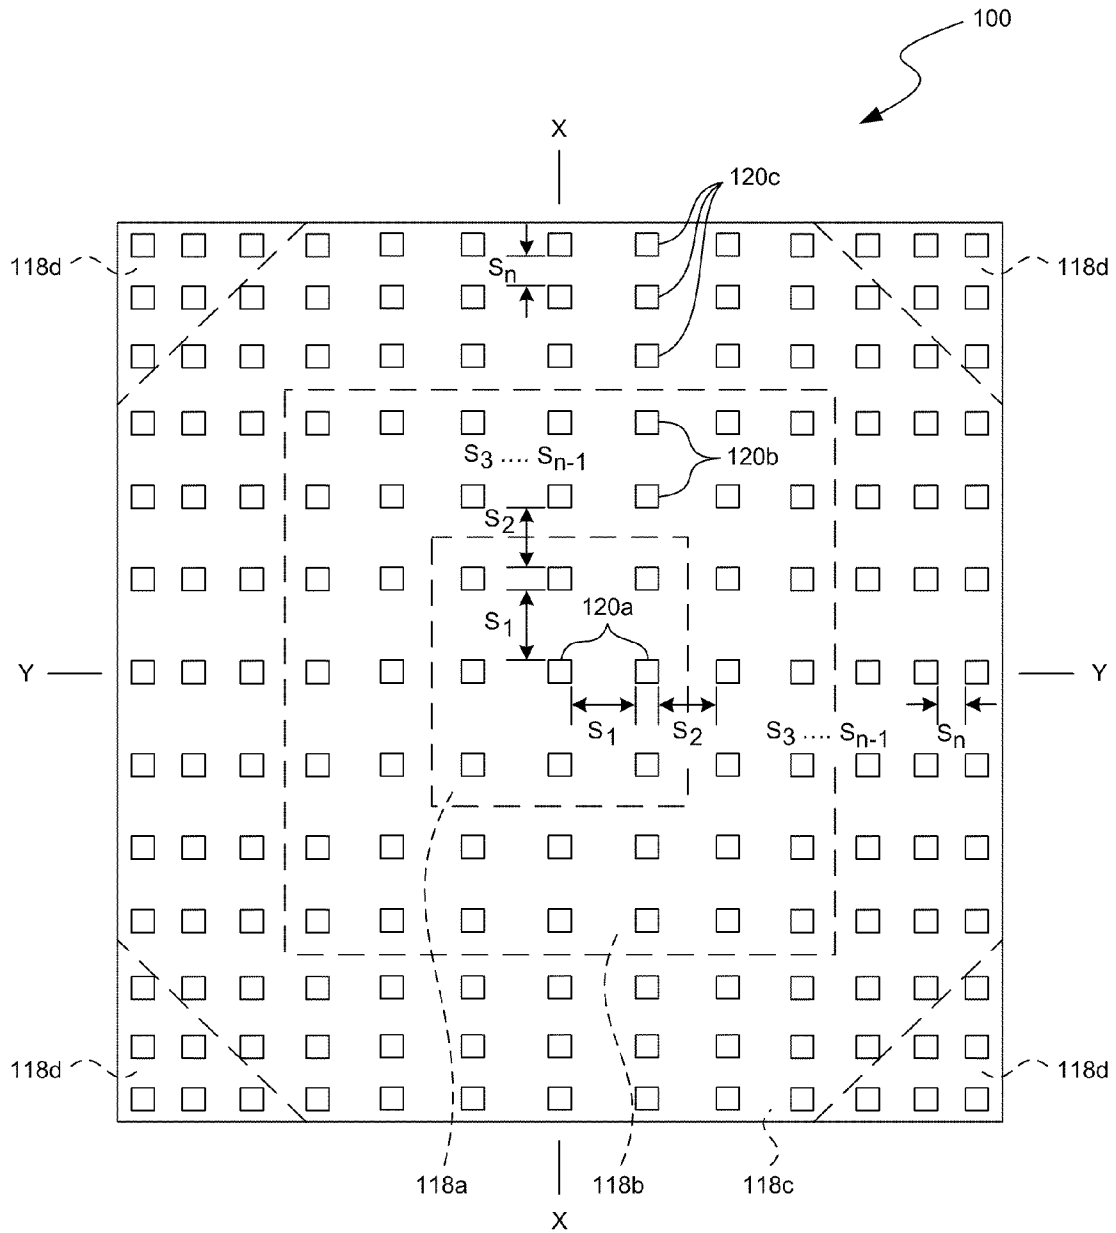 100
X
120c
118d
Sn
118d
S3 .... Sn-1
120b
S2
120a
S1
Y
Y
S1
S2
S3 .... Sn-1
Sn
118d
118d
118a
118b
118c
X